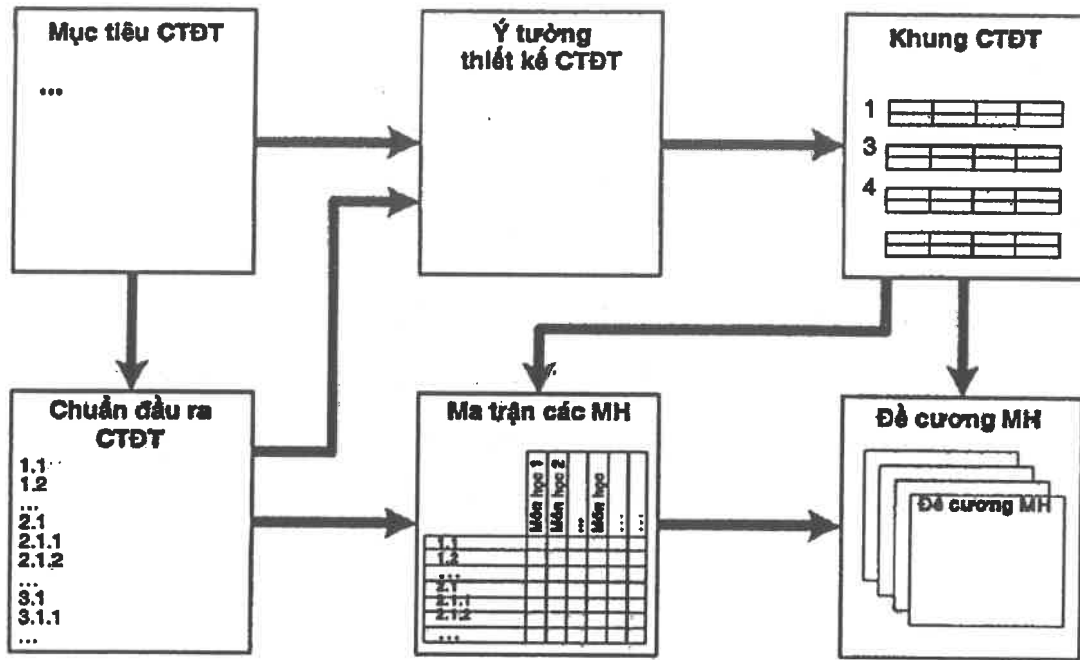 Mục tiêu CTĐT
...
Ý tưởng
thiết kế CTĐT
Khung CTĐT
1
3
4
Chuẩn đầu ra
CTĐT
1.1
1.2
...
2.1
2.1.1
2.1.2
...
3.1
3.1.1
...
Ma trận các MH
Môn học 1
Môn học 2
...
Môn học
...
...
1.1
1.2
...
2.1
2.1.1
2.1.2
...
Đề cương MH
Đề cương MH